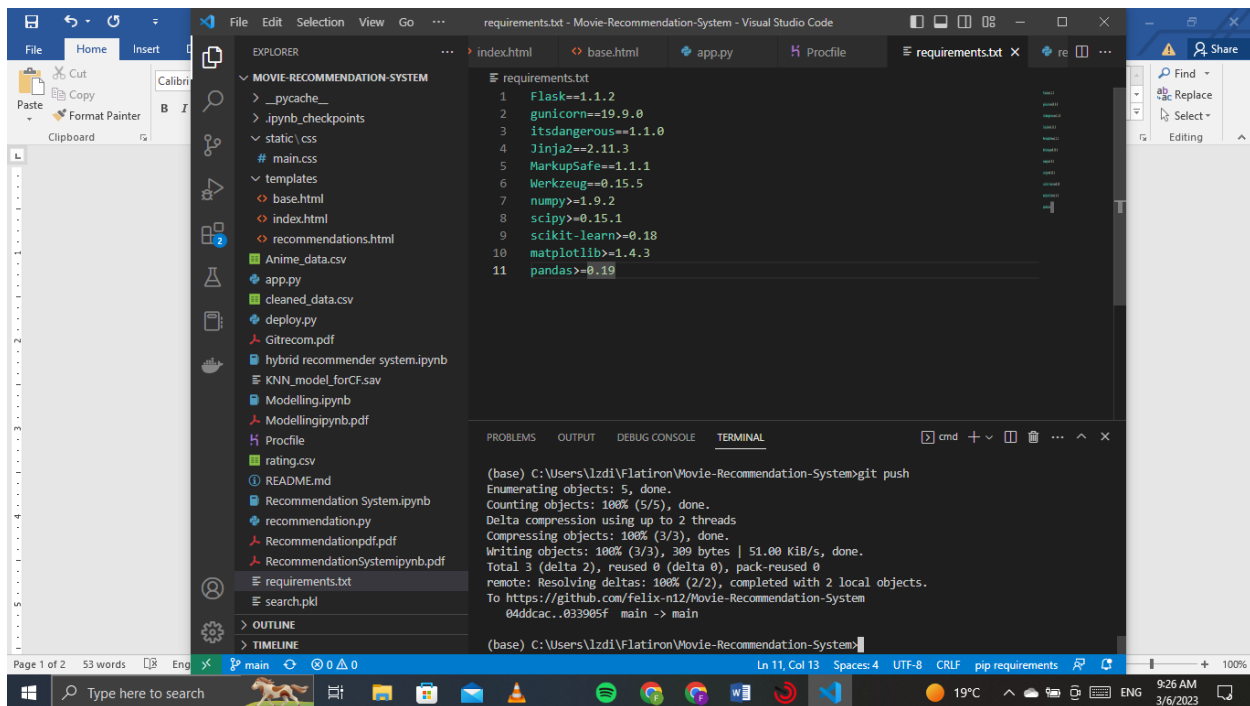 File Edit Selection View Go ··· requirements.txt - Movie-Recommendation-System - Visual Studio Code
File Home Insert
Share
Cut
Copy
Paste
Format Painter
Clipboard
Calibri
B I
Find
Replace
Select
Editing
EXPLORER ···
MOVIE-RECOMMENDATION-SYSTEM
__pycache__
.ipynb_checkpoints
static\css
# main.css
templates
base.html
index.html
recommendations.html
Anime_data.csv
app.py
cleaned_data.csv
deploy.py
Gitrecom.pdf
hybrid recommender system.ipynb
KNN_model_forCF.sav
Modelling.ipynb
Modellingipynb.pdf
Procfile
rating.csv
README.md
Recommendation System.ipynb
recommendation.py
Recommendationpdf.pdf
RecommendationSystemipynb.pdf
requirements.txt
search.pkl
OUTLINE
TIMELINE
2
index.html base.html app.py Procfile requirements.txt re ···
requirements.txt
1 Flask==1.1.2
2 gunicorn==19.9.0
3 itsdangerous==1.1.0
4 Jinja2==2.11.3
5 MarkupSafe==1.1.1
6 Werkzeug==0.15.5
7 numpy>=1.9.2
8 scipy>=0.15.1
9 scikit-learn>=0.18
10 matplotlib>=1.4.3
11 pandas>=0.19
PROBLEMS OUTPUT DEBUG CONSOLE TERMINAL cmd ···
(base) C:\Users\lzdi\Flatiron\Movie-Recommendation-System>git push
Enumerating objects: 5, done.
Counting objects: 100% (5/5), done.
Delta compression using up to 2 threads
Compressing objects: 100% (3/3), done.
Writing objects: 100% (3/3), 309 bytes | 51.00 KiB/s, done.
Total 3 (delta 2), reused 0 (delta 0), pack-reused 0
remote: Resolving deltas: 100% (2/2), completed with 2 local objects.
To https://github.com/felix-n12/Movie-Recommendation-System
04ddcac..033905f main -> main
(base) C:\Users\lzdi\Flatiron\Movie-Recommendation-System>
Page 1 of 2 53 words Eng
main 0 0 Ln 11, Col 13 Spaces: 4 UTF-8 CRLF pip requirements
100%
Type here to search 19°C ENG 9:26 AM
3/6/2023